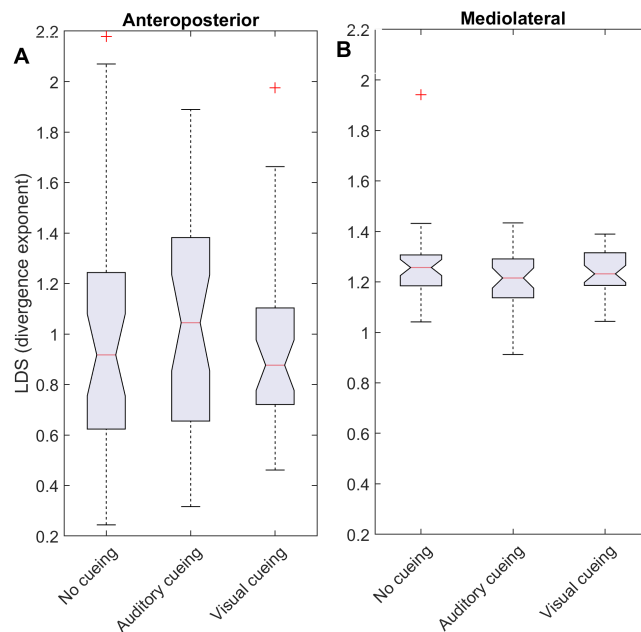 Anteroposterior
Mediolateral
A
B
LDS (divergence exponent)
2.2
2
1.8
1.6
1.4
1.2
1
0.8
0.6
0.4
0.2
2.2
2
1.8
1.6
1.4
1.2
1
0.8
0.6
0.4
0.2
No cueing
Auditory cueing
Visual cueing
No cueing
Auditory cueing
Visual cueing